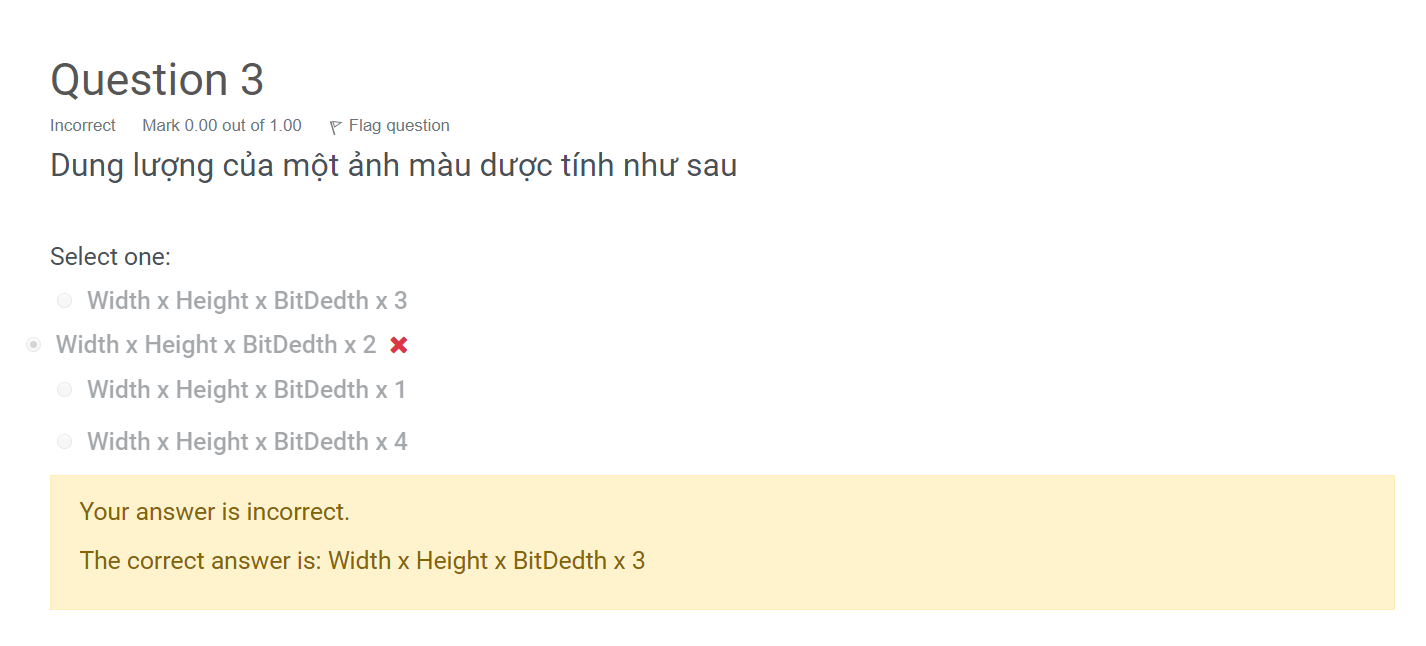 Question 3
Incorrect Mark 0.00 out of 1.00 Flag question
Dung lượng của một ảnh màu dược tính như sau
Select one:
Width x Height x BitDedth x 3
Width x Height x BitDedth x 2
Width x Height x BitDedth x 1
Width x Height x BitDedth x 4
Your answer is incorrect.
The correct answer is: Width x Height x BitDedth x 3